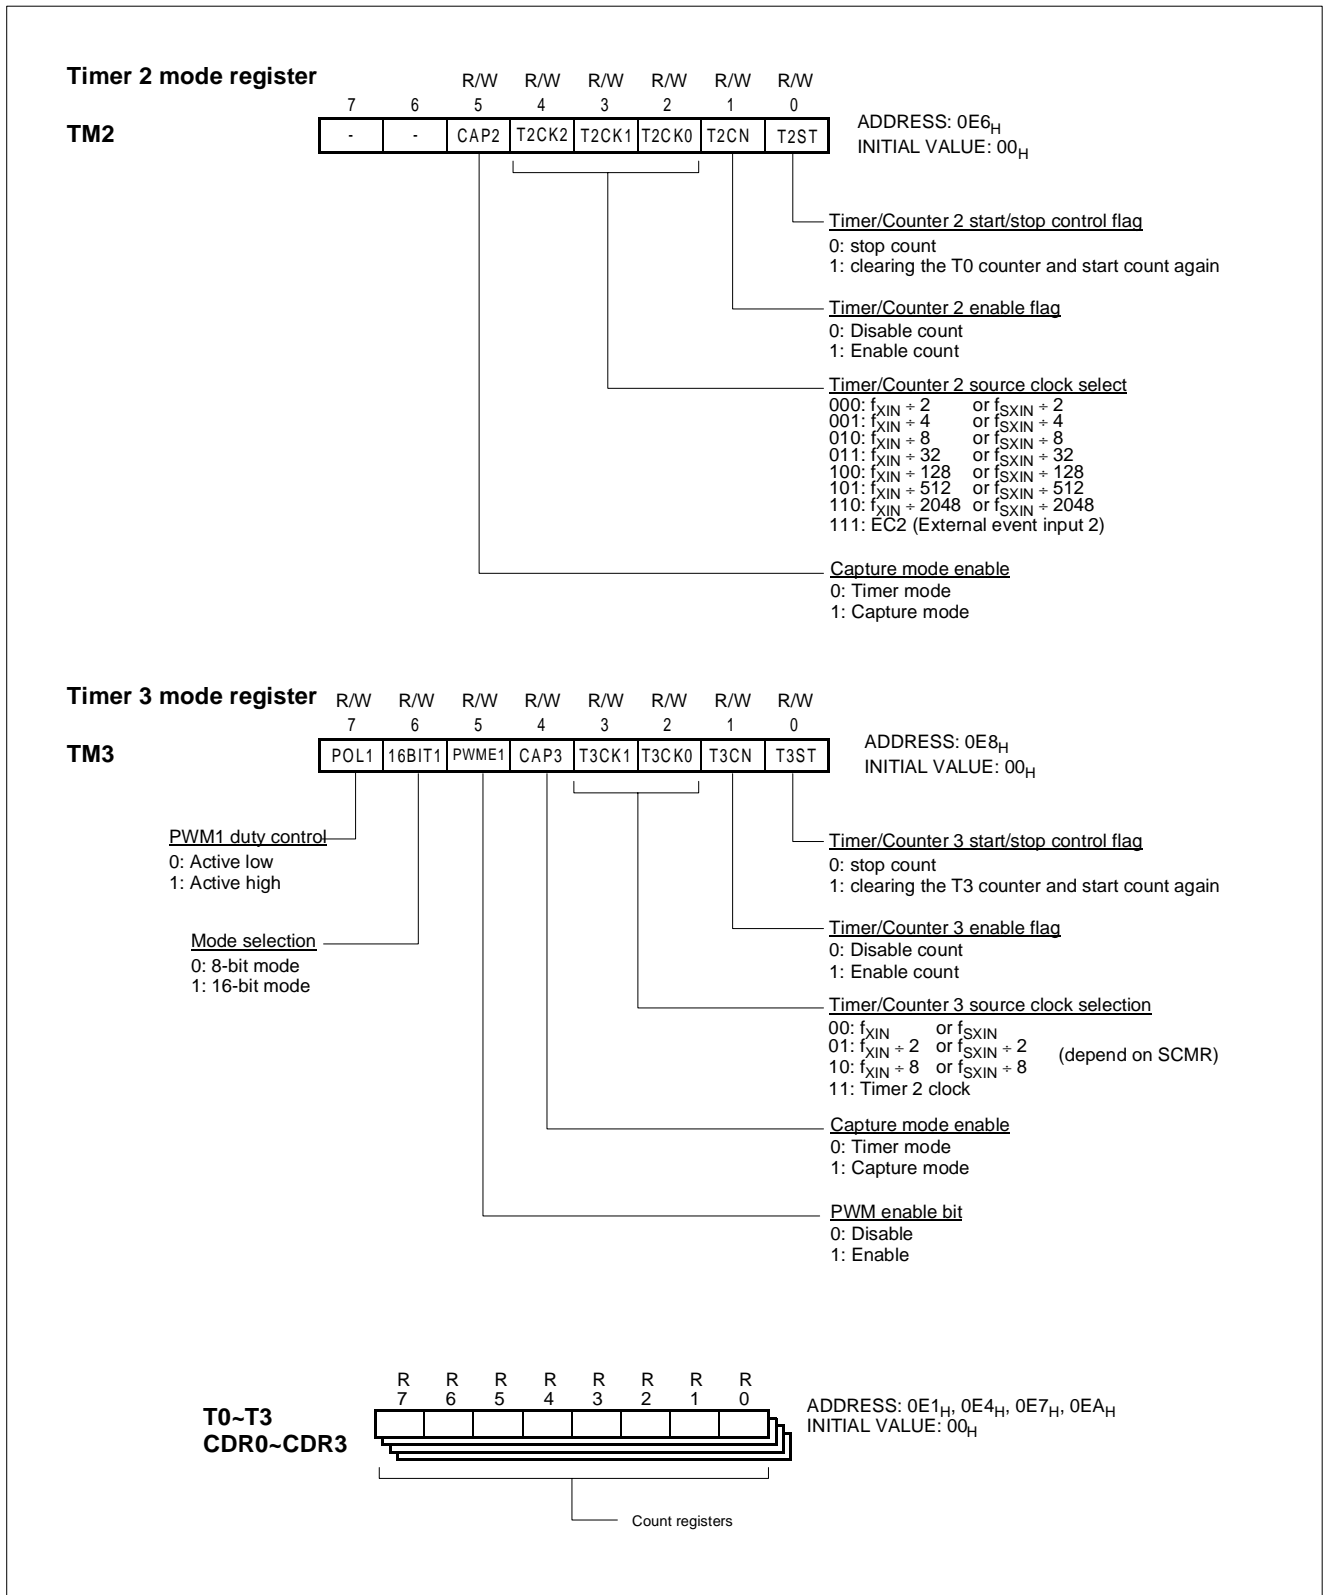 Timer 2 mode register
R/W R/W R/W R/W R/W R/W
7 6 5 4 3 2 1 0
TM2
- - CAP2 T2CK2 T2CK1 T2CK0 T2CN T2ST
ADDRESS: 0E6H
INITIAL VALUE: 00H
Timer/Counter 2 start/stop control flag
0: stop count
1: clearing the T0 counter and start count again
Timer/Counter 2 enable flag
0: Disable count
1: Enable count
Timer/Counter 2 source clock select
000: fXIN ÷ 2 or fSXIN ÷ 2
001: fXIN ÷ 4 or fSXIN ÷ 4
010: fXIN ÷ 8 or fSXIN ÷ 8
011: fXIN ÷ 32 or fSXIN ÷ 32
100: fXIN ÷ 128 or fSXIN ÷ 128
101: fXIN ÷ 512 or fSXIN ÷ 512
110: fXIN ÷ 2048 or fSXIN ÷ 2048
111: EC2 (External event input 2)
Capture mode enable
0: Timer mode
1: Capture mode
Timer 3 mode register
R/W R/W R/W R/W R/W R/W R/W R/W
7 6 5 4 3 2 1 0
TM3
POL1 16BIT1 PWME1 CAP3 T3CK1 T3CK0 T3CN T3ST
ADDRESS: 0E8H
INITIAL VALUE: 00H
PWM1 duty control
0: Active low
1: Active high
Mode selection
0: 8-bit mode
1: 16-bit mode
Timer/Counter 3 start/stop control flag
0: stop count
1: clearing the T3 counter and start count again
Timer/Counter 3 enable flag
0: Disable count
1: Enable count
Timer/Counter 3 source clock selection
00: fXIN or fSXIN
01: fXIN ÷ 2 or fSXIN ÷ 2
10: fXIN ÷ 8 or fSXIN ÷ 8
(depend on SCMR)
11: Timer 2 clock
Capture mode enable
0: Timer mode
1: Capture mode
PWM enable bit
0: Disable
1: Enable
R R R R R R R R
7 6 5 4 3 2 1 0
T0~T3
CDR0~CDR3
ADDRESS: 0E1H, 0E4H, 0E7H, 0EAH
INITIAL VALUE: 00H
Count registers